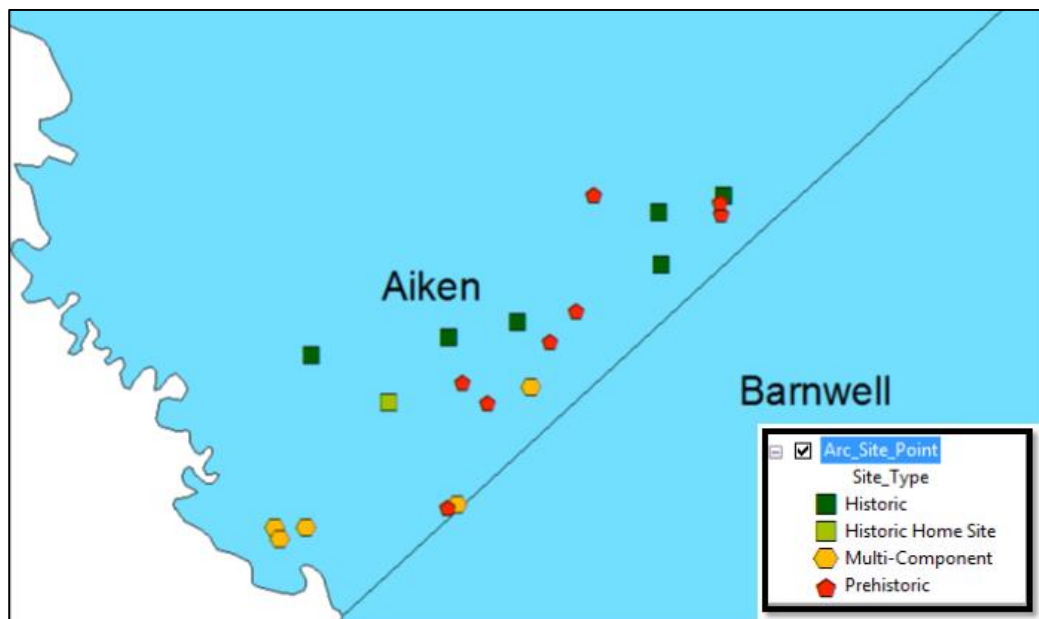 Aiken
Barnwell
Arc_Site_Point
Site_Type
Historic
Historic Home Site
Multi-Component
Prehistoric